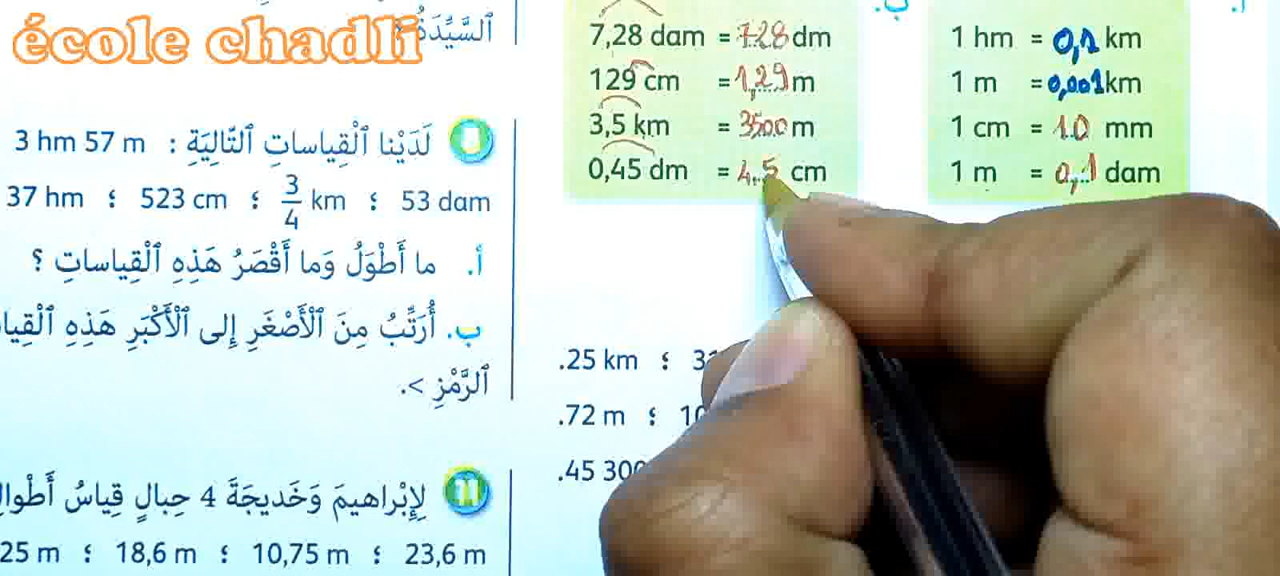 école chadli
ٱلسَّيِّدَةُ
لَدَيْنا ٱلْقِياساتِ ٱلتّالِيَةِ : 3 hm 57 m
37 hm ؛ 523 cm ؛ 3/4 km ؛ 53 dam
أ. ما أَطْوَلُ وَما أَقْصَرُ هَذِهِ ٱلْقِياساتِ ؟
ب. أُرَتِّبُ مِنَ ٱلْأَصْغَرِ إِلى ٱلْأَكْبَرِ هَذِهِ
ٱلرَّمْزِ >.
11 لِإِبْراهيمَ وَخَديجَةَ 4 حِبالٍ قِياسُ
25 m ؛ 18,6 m ؛ 10,75 m ؛ 23,6 m
ب.
7,28 dam = 728 dm
129 cm = 1,29 m
3,5 km = 3500 m
0,45 dm = 4,5 cm
.25 km ؛
.72 m ؛
أ.
1 hm = 0,1 km
1 m = 0,001 km
1 cm = 10 mm
1 m = 0,1 dam